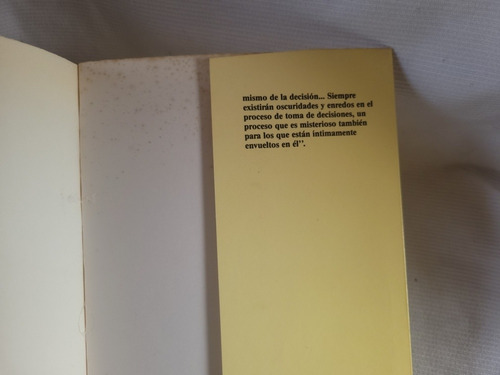 mismo de la decisión... Siempre
existirán oscuridades y enredos en el
proceso de toma de decisiones, un
proceso que es misterioso también
para los que están íntimamente
envueltos en él".